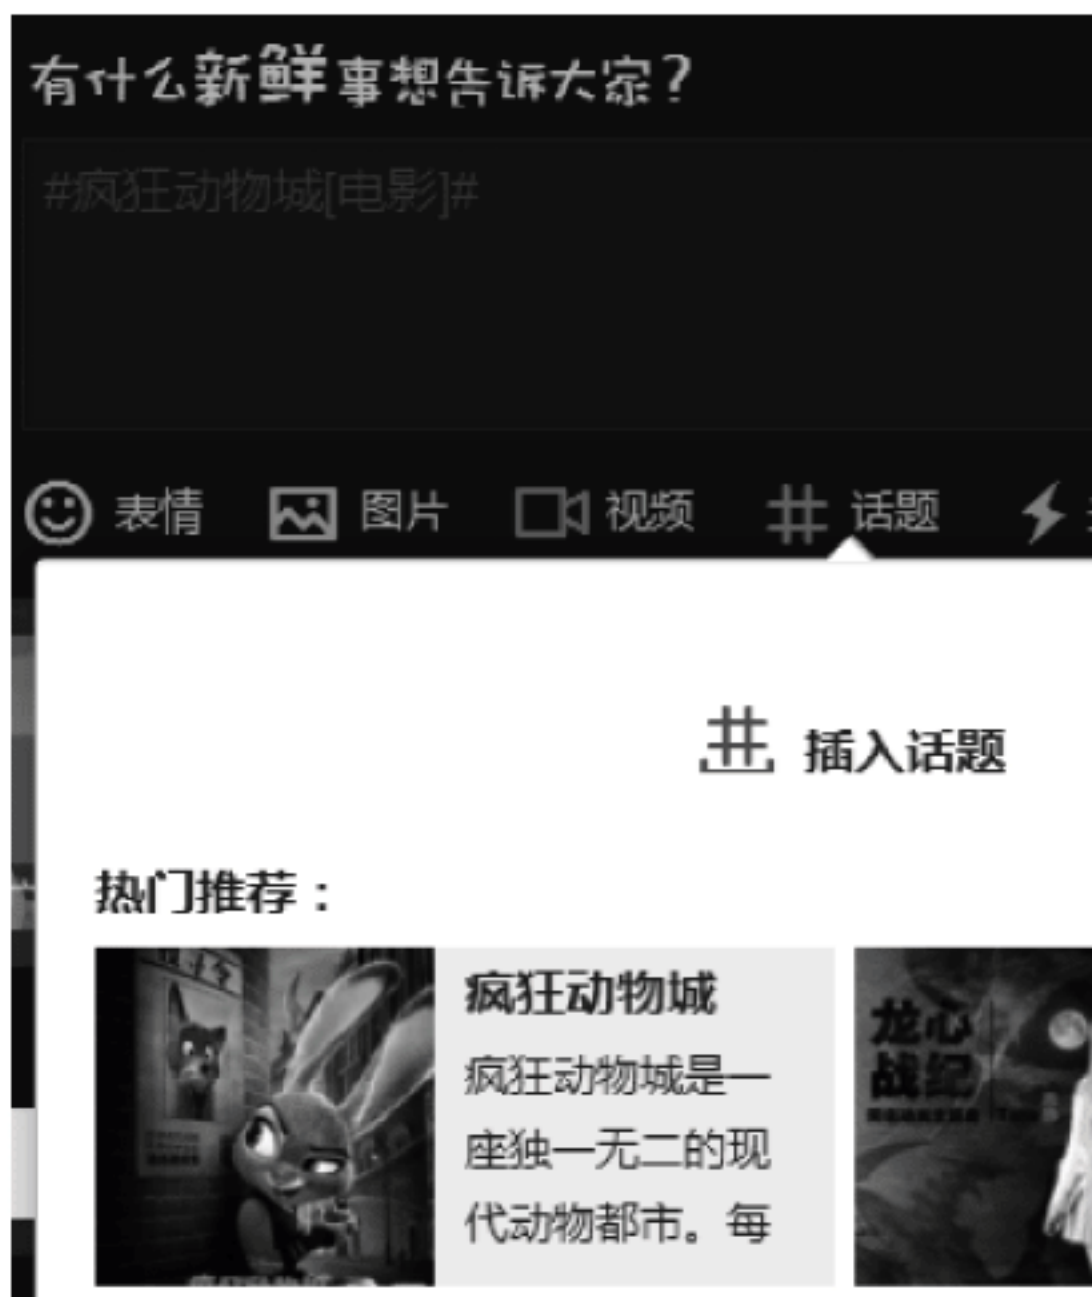 有什么新鲜事想告诉大家？
#疯狂动物城[电影]#
表情 图片 视频 话题
插入话题
热门推荐：
疯狂动物城
疯狂动物城是一
座独一无二的现
代动物都市。每
龙心
战纪